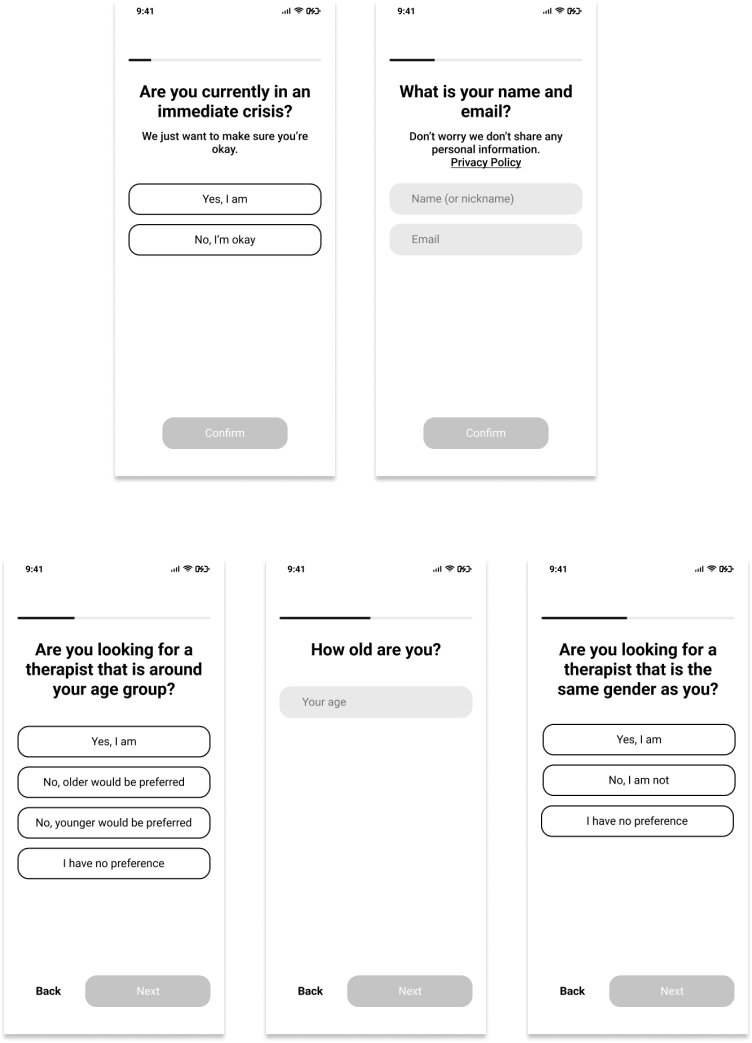 9:41
Are you currently in an
immediate crisis?
We just want to make sure you're
okay.
Yes, I am
No, I'm okay
Confirm
9:41
What is your name and
email?
Don't worry we don't share any
personal information.
Privacy Policy
Name (or nickname)
Email
Confirm
9:41
Are you looking for a
therapist that is around
your age group?
Yes, I am
No, older would be preferred
No, younger would be preferred
I have no preference
Back
Next
9:41
How old are you?
Your age
Back
Next
9:41
Are you looking for a
therapist that is the
same gender as you?
Yes, I am
No, I am not
I have no preference
Back
Next